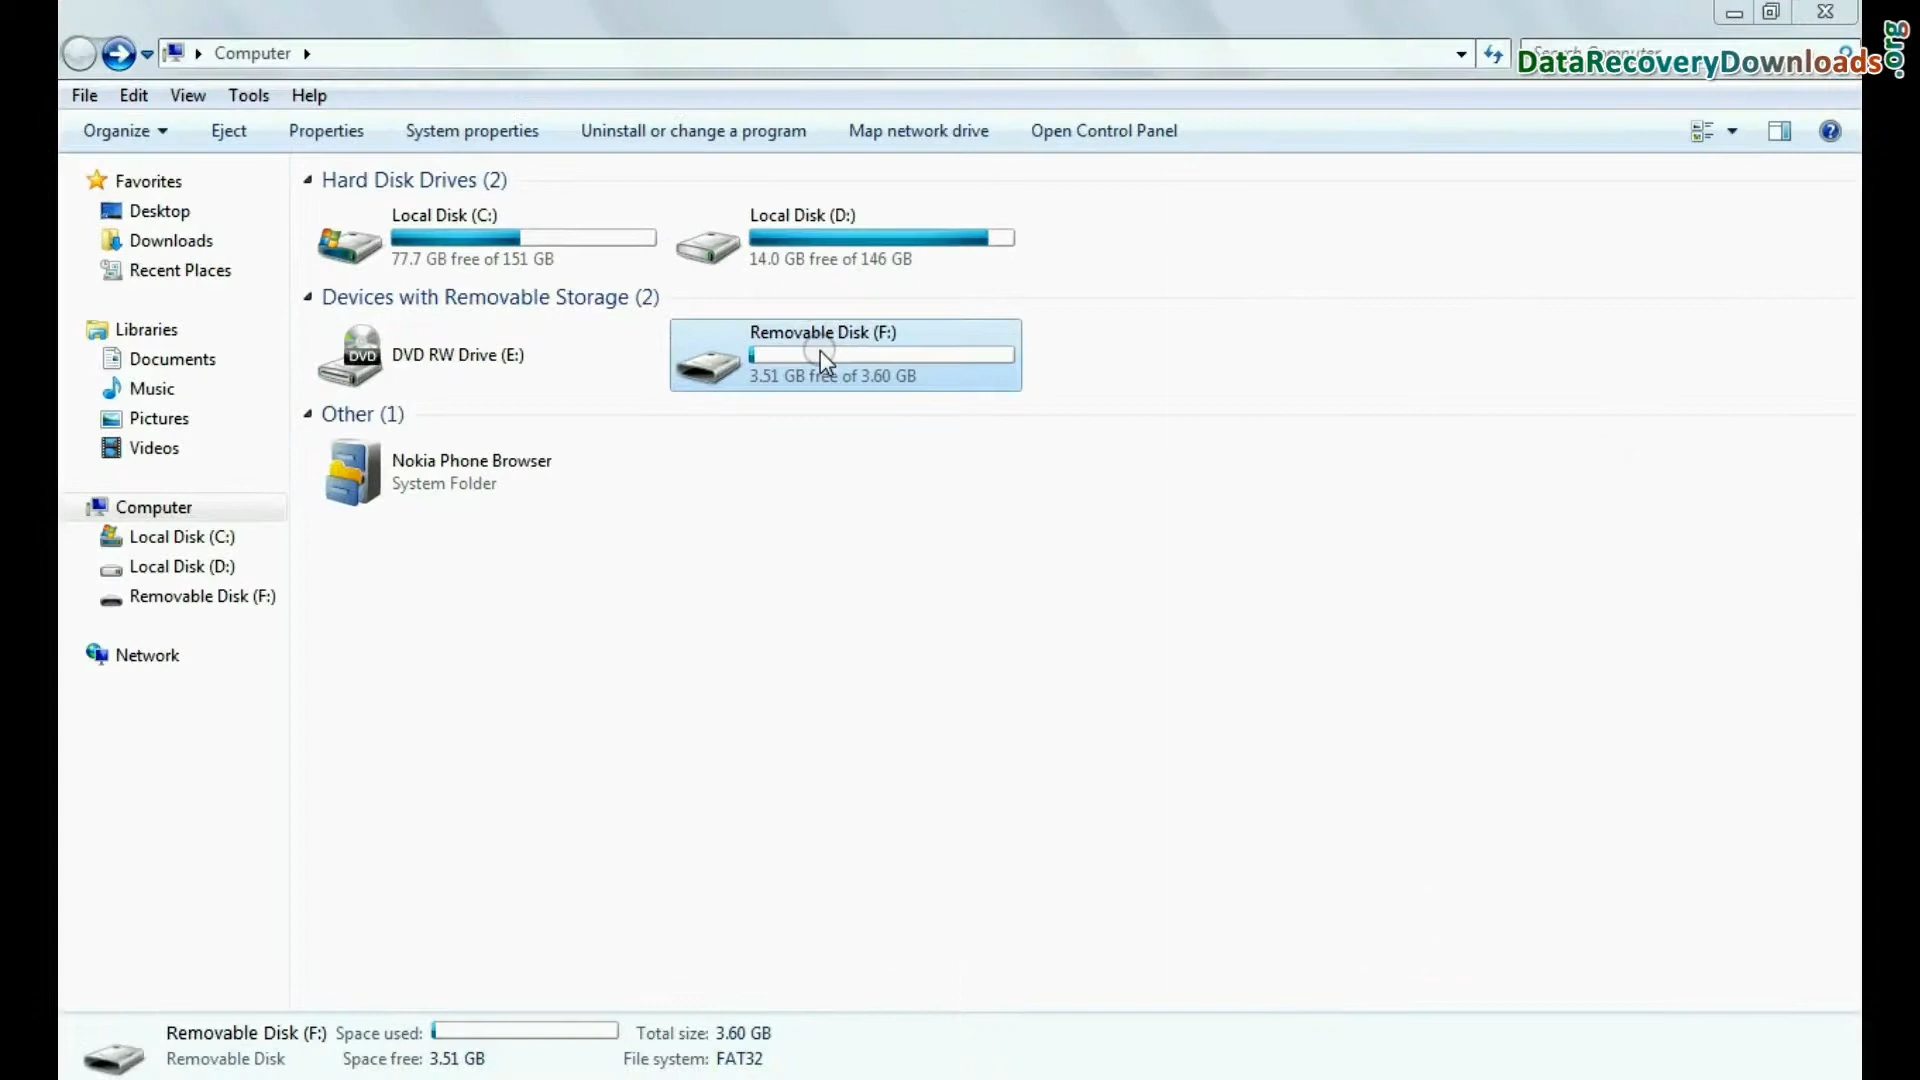 Computer
Search Computer
DataRecoveryDownloads.org
File Edit View Tools Help
Organize Eject Properties System properties Uninstall or change a program Map network drive Open Control Panel
Favorites
Desktop
Downloads
Recent Places
Libraries
Documents
Music
Pictures
Videos
Computer
Local Disk (C:)
Local Disk (D:)
Removable Disk (F:)
Network
Hard Disk Drives (2)
Local Disk (C:)
77.7 GB free of 151 GB
Local Disk (D:)
14.0 GB free of 146 GB
Devices with Removable Storage (2)
DVD
DVD RW Drive (E:)
Removable Disk (F:)
3.51 GB free of 3.60 GB
Other (1)
Nokia Phone Browser
System Folder
Removable Disk (F:) Space used: Total size: 3.60 GB
Removable Disk Space free: 3.51 GB File system: FAT32